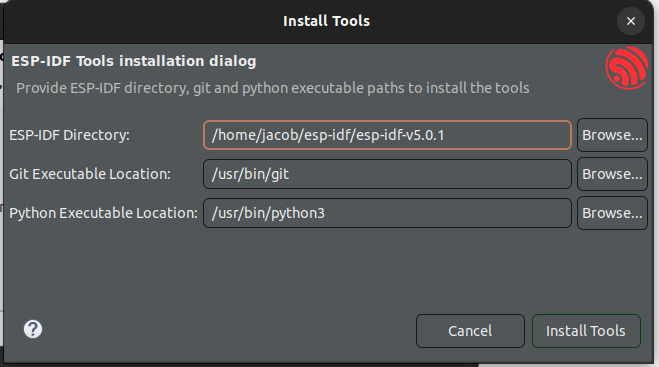 Install Tools
ESP-IDF Tools installation dialog
Provide ESP-IDF directory, git and python executable paths to install the tools
ESP-IDF Directory: /home/jacob/esp-idf/esp-idf-v5.0.1 Browse...
Git Executable Location: /usr/bin/git Browse...
Python Executable Location: /usr/bin/python3 Browse...
Cancel Install Tools